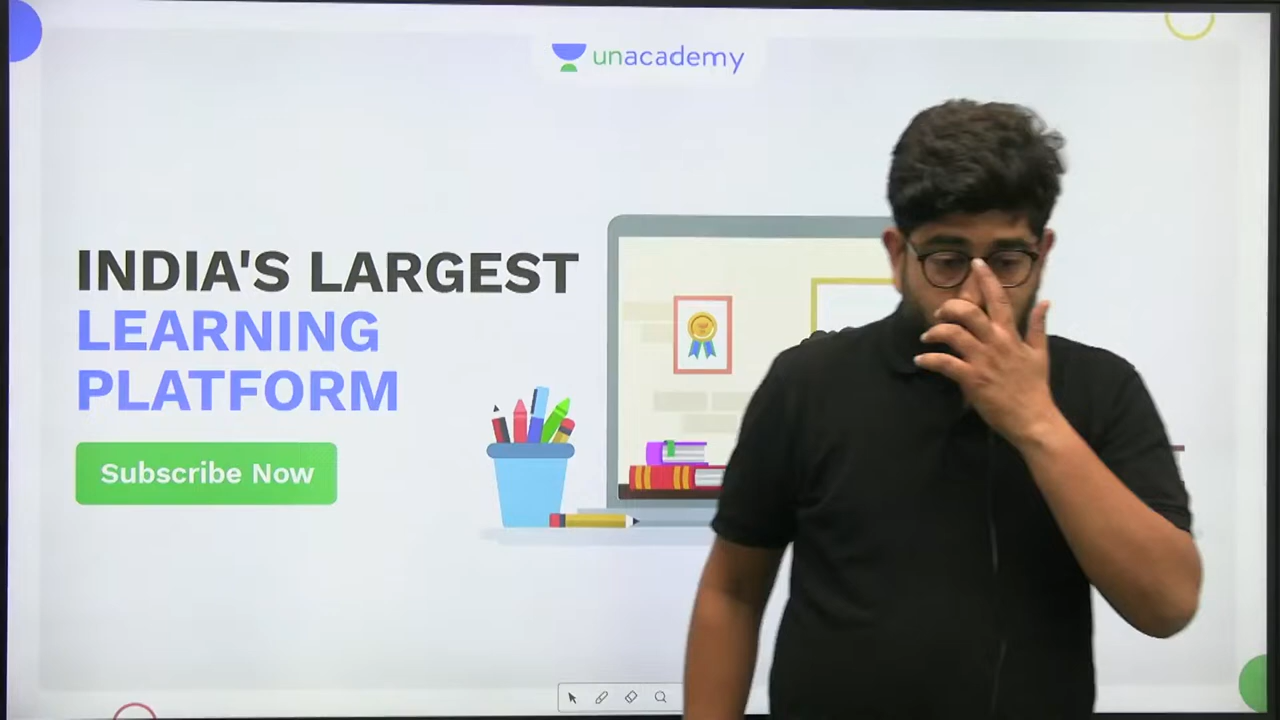 unacademy
INDIA'S LARGEST
LEARNING
PLATFORM
Subscribe Now